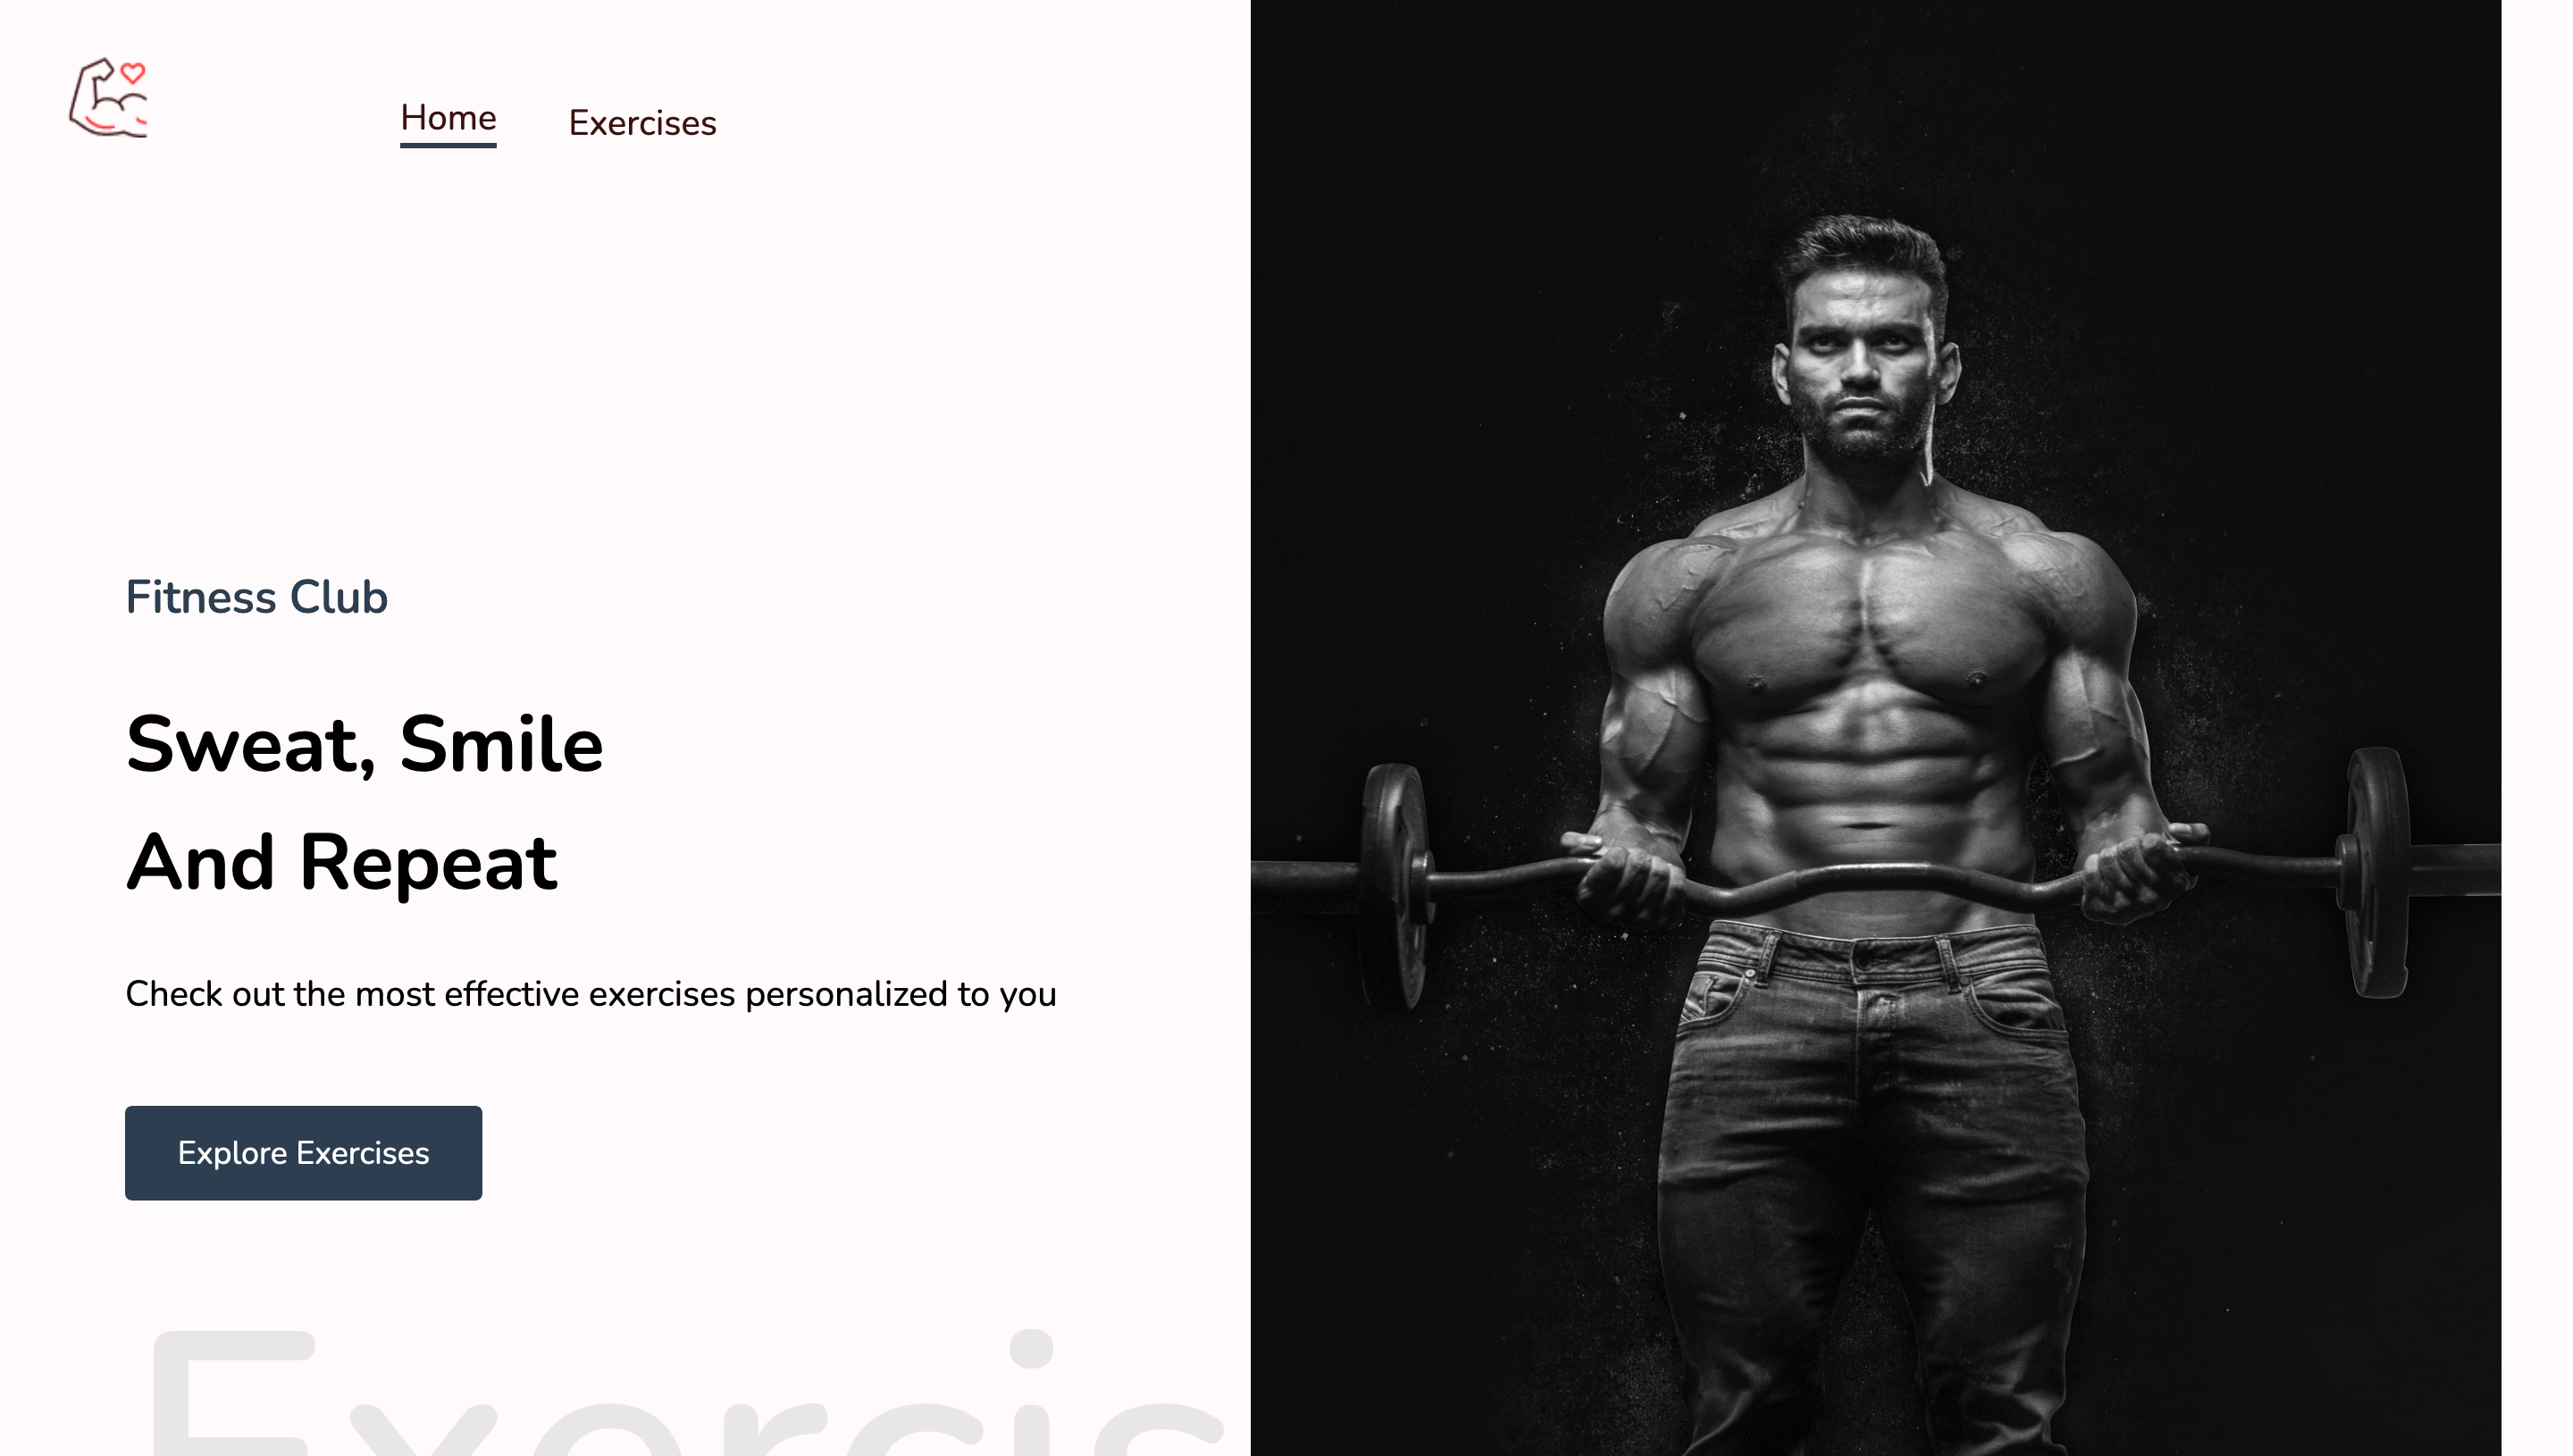 Home Exercises
Fitness Club
Sweat, Smile
And Repeat
Check out the most effective exercises personalized to you
Explore Exercises
Exercis